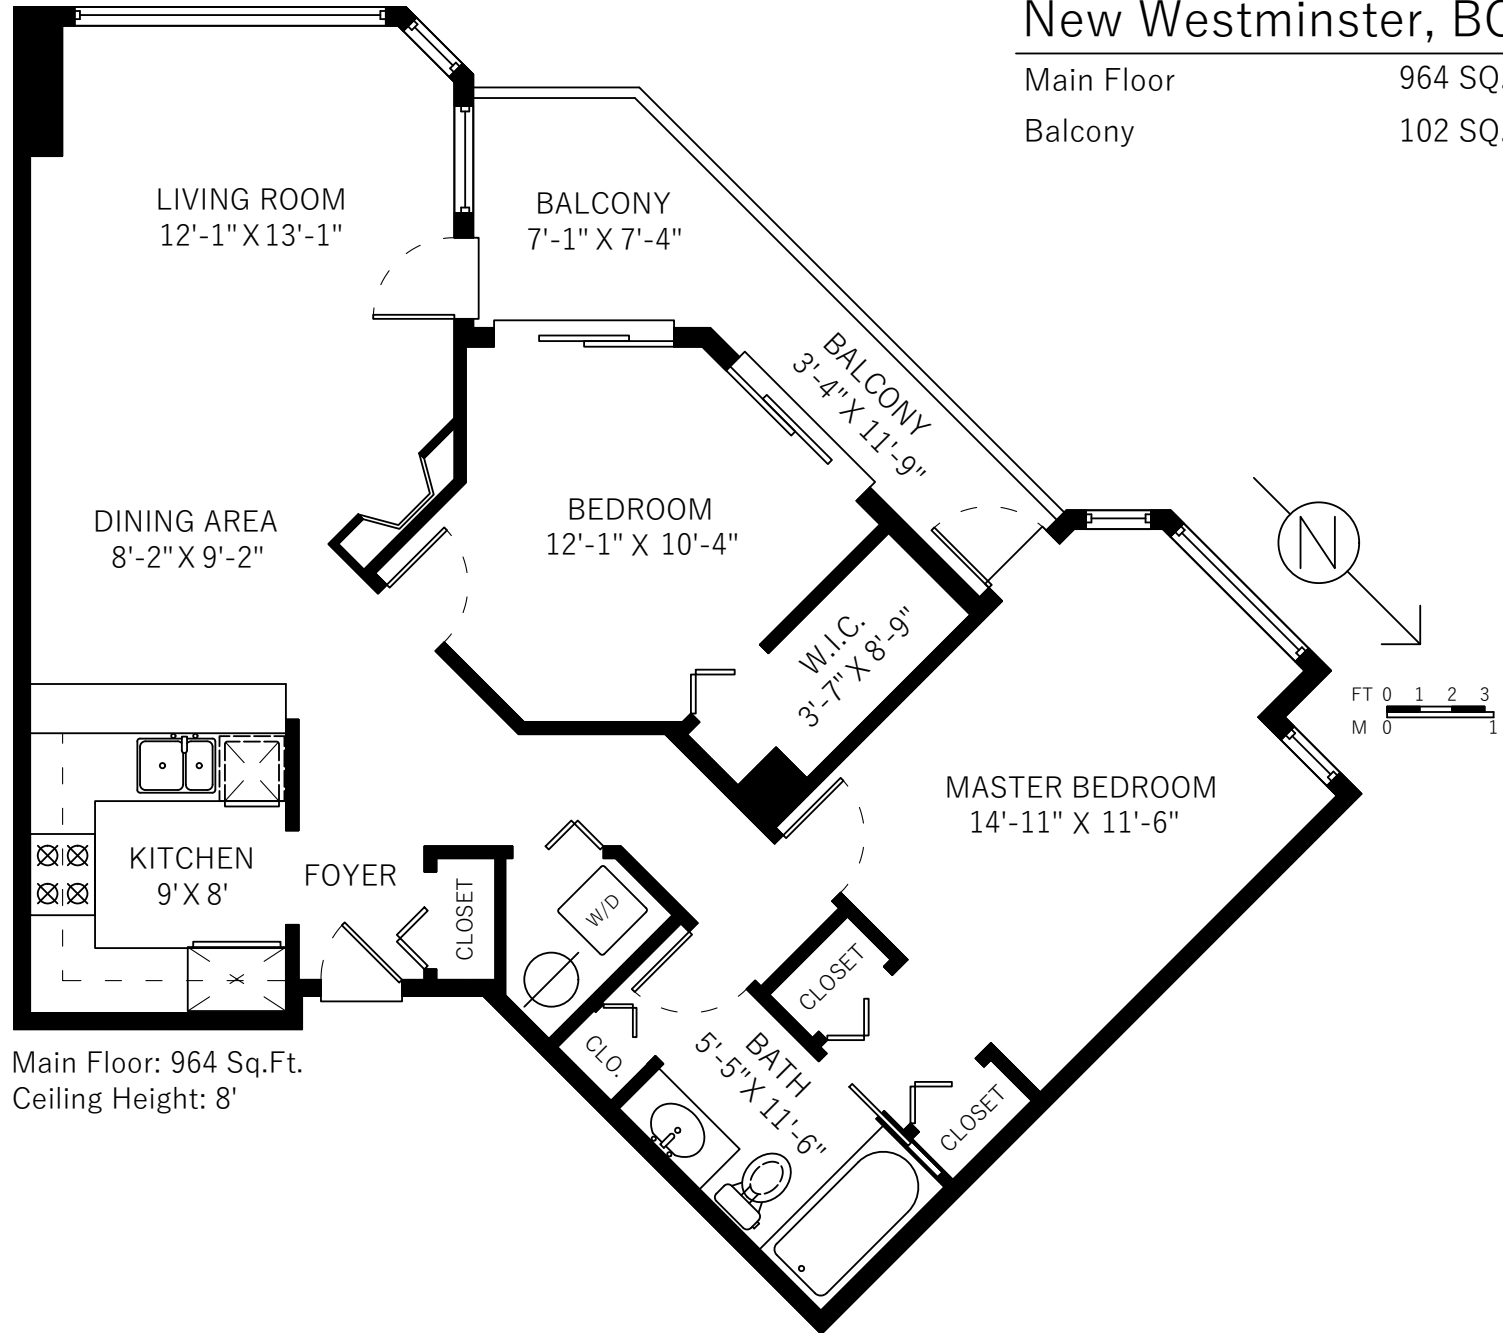 New Westminster, BC
Main Floor 964 SQ.
Balcony 102 SQ.
LIVING ROOM
12'-1" X 13'-1"
BALCONY
7'-1" X 7'-4"
BALCONY
3'-4" X 11'-9"
DINING AREA
8'-2" X 9'-2"
BEDROOM
12'-1" X 10'-4"
N
W.I.C.
3'-7" X 8'-9"
FT 0 1 2 3
M 0 1
MASTER BEDROOM
14'-11" X 11'-6"
KITCHEN
9' X 8'
FOYER
CLOSET
W/D
CLOSET
CLO.
BATH
5'-5" X 11'-6"
CLOSET
Main Floor: 964 Sq.Ft.
Ceiling Height: 8'